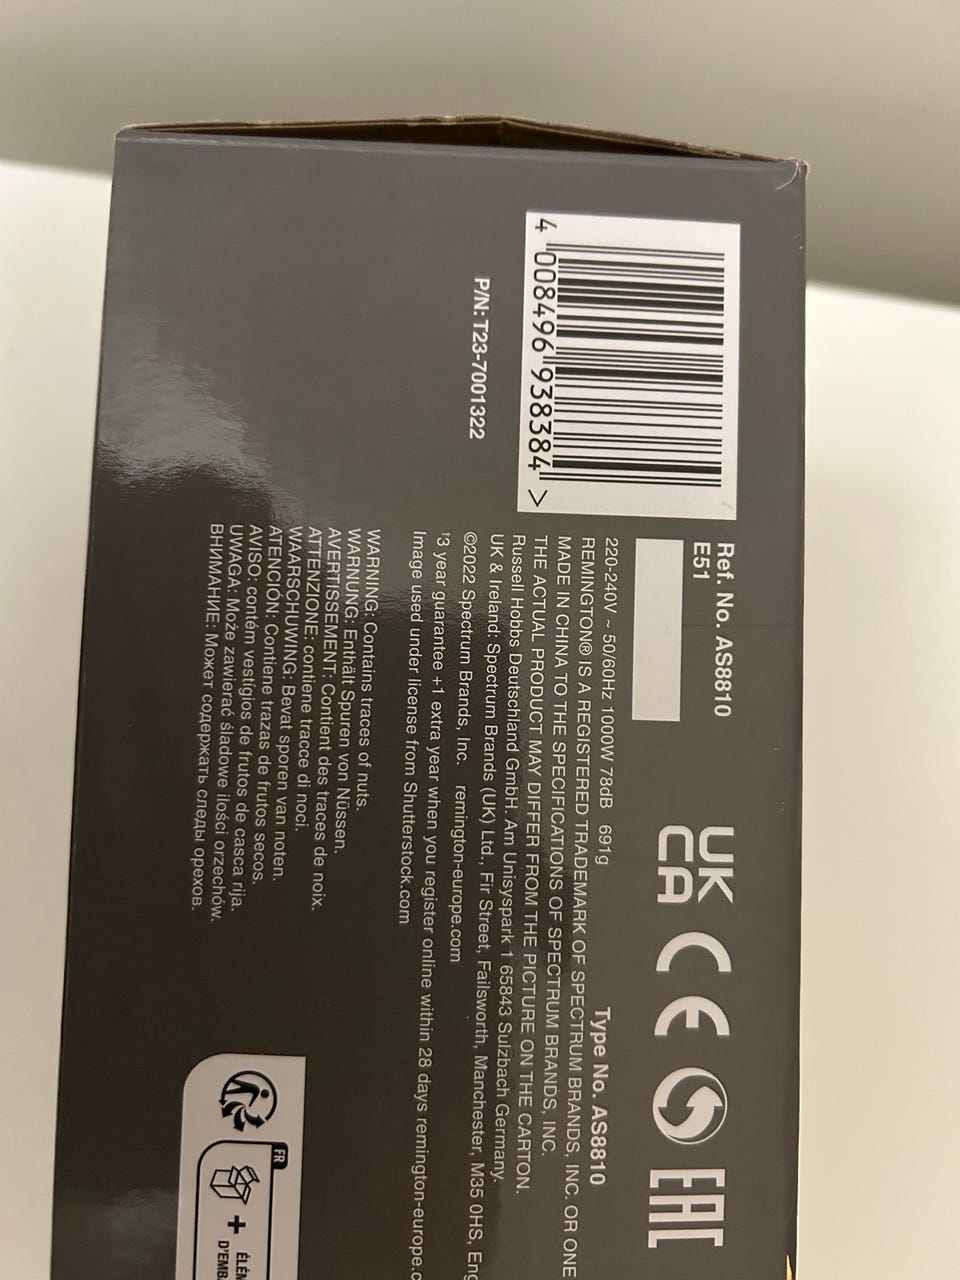 4 008496 938384 >
P/N: T23-7001322
Ref. No. AS8810
E51
UK
CA
CE
EAC
220-240V ~ 50/60Hz 1000W 78dB 691g
Type No. AS8810
REMINGTON® IS A REGISTERED TRADEMARK OF SPECTRUM BRANDS, INC. OR ONE
MADE IN CHINA TO THE SPECIFICATIONS OF SPECTRUM BRANDS, INC.
THE ACTUAL PRODUCT MAY DIFFER FROM THE PICTURE ON THE CARTON.
Russell Hobbs Deutschland GmbH. Am Unisyspark 1 65843 Sulzbach Germany.
UK & Ireland: Spectrum Brands (UK) Ltd., Fir Street, Failsworth, Manchester, M35 0HS, Eng
©2022 Spectrum Brands, Inc. remington-europe.com
†3 year guarantee +1 extra year when you register online within 28 days remington-europe.c
Image used under license from Shutterstock.com
WARNING: Contains traces of nuts.
WARNUNG: Enthält Spuren von Nüssen.
AVERTISSEMENT: Contient des traces de noix.
ATTENZIONE: contiene tracce di noci.
WAARSCHUWING: Bevat sporen van noten.
ATENCIÓN: Contiene trazas de frutos secos.
AVISO: contém vestígios de frutos de casca rija.
UWAGA: Może zawierać śladowe ilości orzechów.
ВНИМАНИЕ: Может содержать следы орехов.
FR
+
ÉLÉM
D'EMB